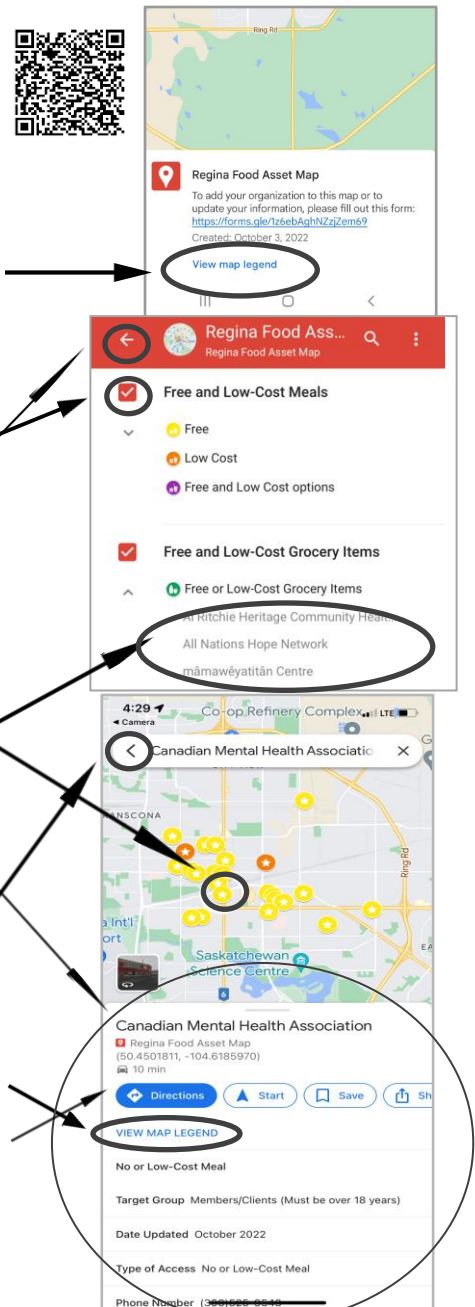 Ring Rd
Regina Food Asset Map
To add your organization to this map or to
update your information, please fill out this form:
https://forms.gle/1z6ebAghNZzjZem69
Created: October 3, 2022
View map legend
Regina Food Ass...
Regina Food Asset Map
Free and Low-Cost Meals
Free
Low Cost
Free and Low Cost options
Free and Low-Cost Grocery Items
Free or Low-Cost Grocery Items
Al Ritchie Heritage Community Healt...
All Nations Hope Network
māmawēyatitān Centre
4:29
Co-op Refinery Complex
LTE
Camera
Canadian Mental Health Associatio
G
RANSCONA
Ring Rd
a Int'l
ort
EA
Saskatchewan
Science Centre
6
Canadian Mental Health Association
Regina Food Asset Map
(50.4501811, -104.6185970)
10 min
Directions
Start
Save
Sh
VIEW MAP LEGEND
No or Low-Cost Meal
Target Group Members/Clients (Must be over 18 years)
Date Updated October 2022
Type of Access No or Low-Cost Meal
Phone Number